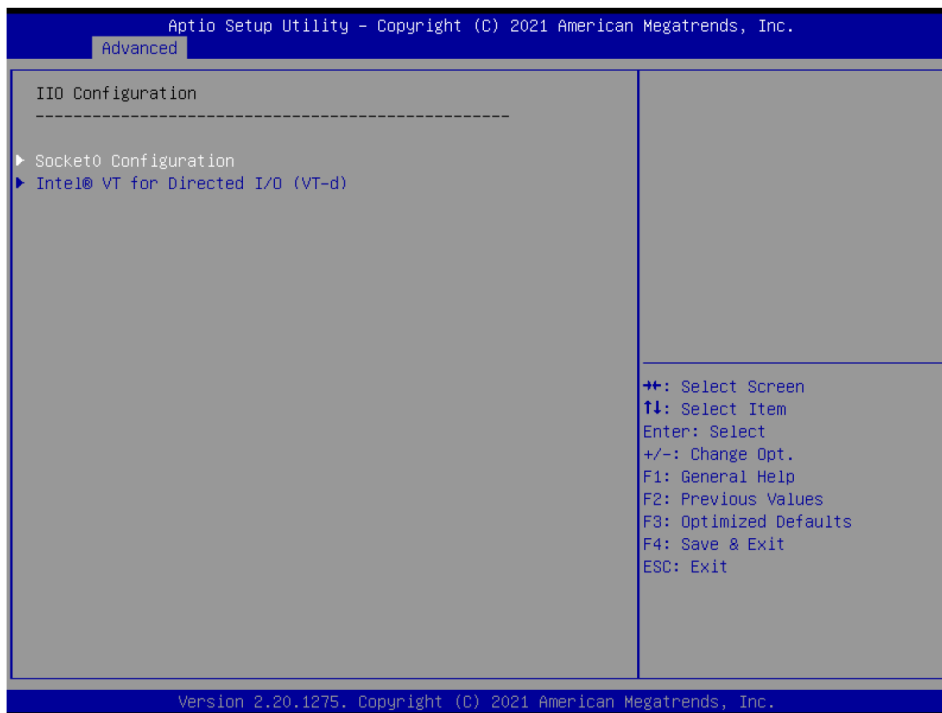 Aptio Setup Utility – Copyright (C) 2021 American Megatrends, Inc.
Advanced
IIO Configuration
--------------------------------------------------
▶ Socket0 Configuration
▶ Intel® VT for Directed I/O (VT-d)
→←: Select Screen
↑↓: Select Item
Enter: Select
+/-: Change Opt.
F1: General Help
F2: Previous Values
F3: Optimized Defaults
F4: Save & Exit
ESC: Exit
Version 2.20.1275. Copyright (C) 2021 American Megatrends, Inc.